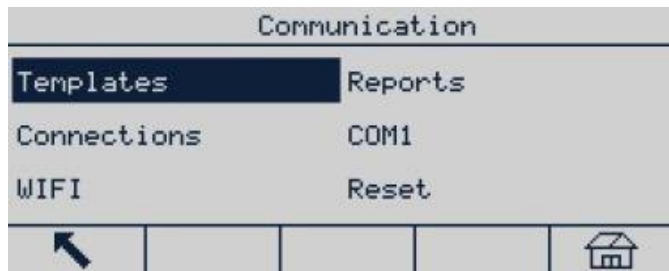 Communication
Templates
Reports
Connections
COM1
WIFI
Reset